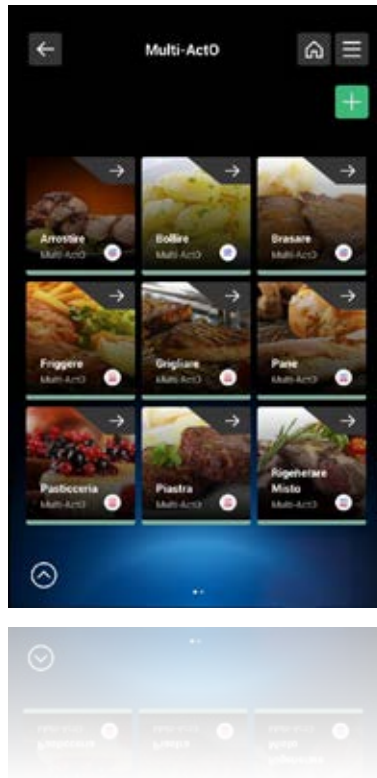 Multi-ActO
Arrostire
Multi-ActO
Bollire
Multi-ActO
Brasare
Multi-ActO
Friggere
Multi-ActO
Grigliare
Multi-ActO
Pane
Multi-ActO
Pasticceria
Multi-ActO
Piastra
Multi-ActO
Rigenerare
Misto
Multi-ActO